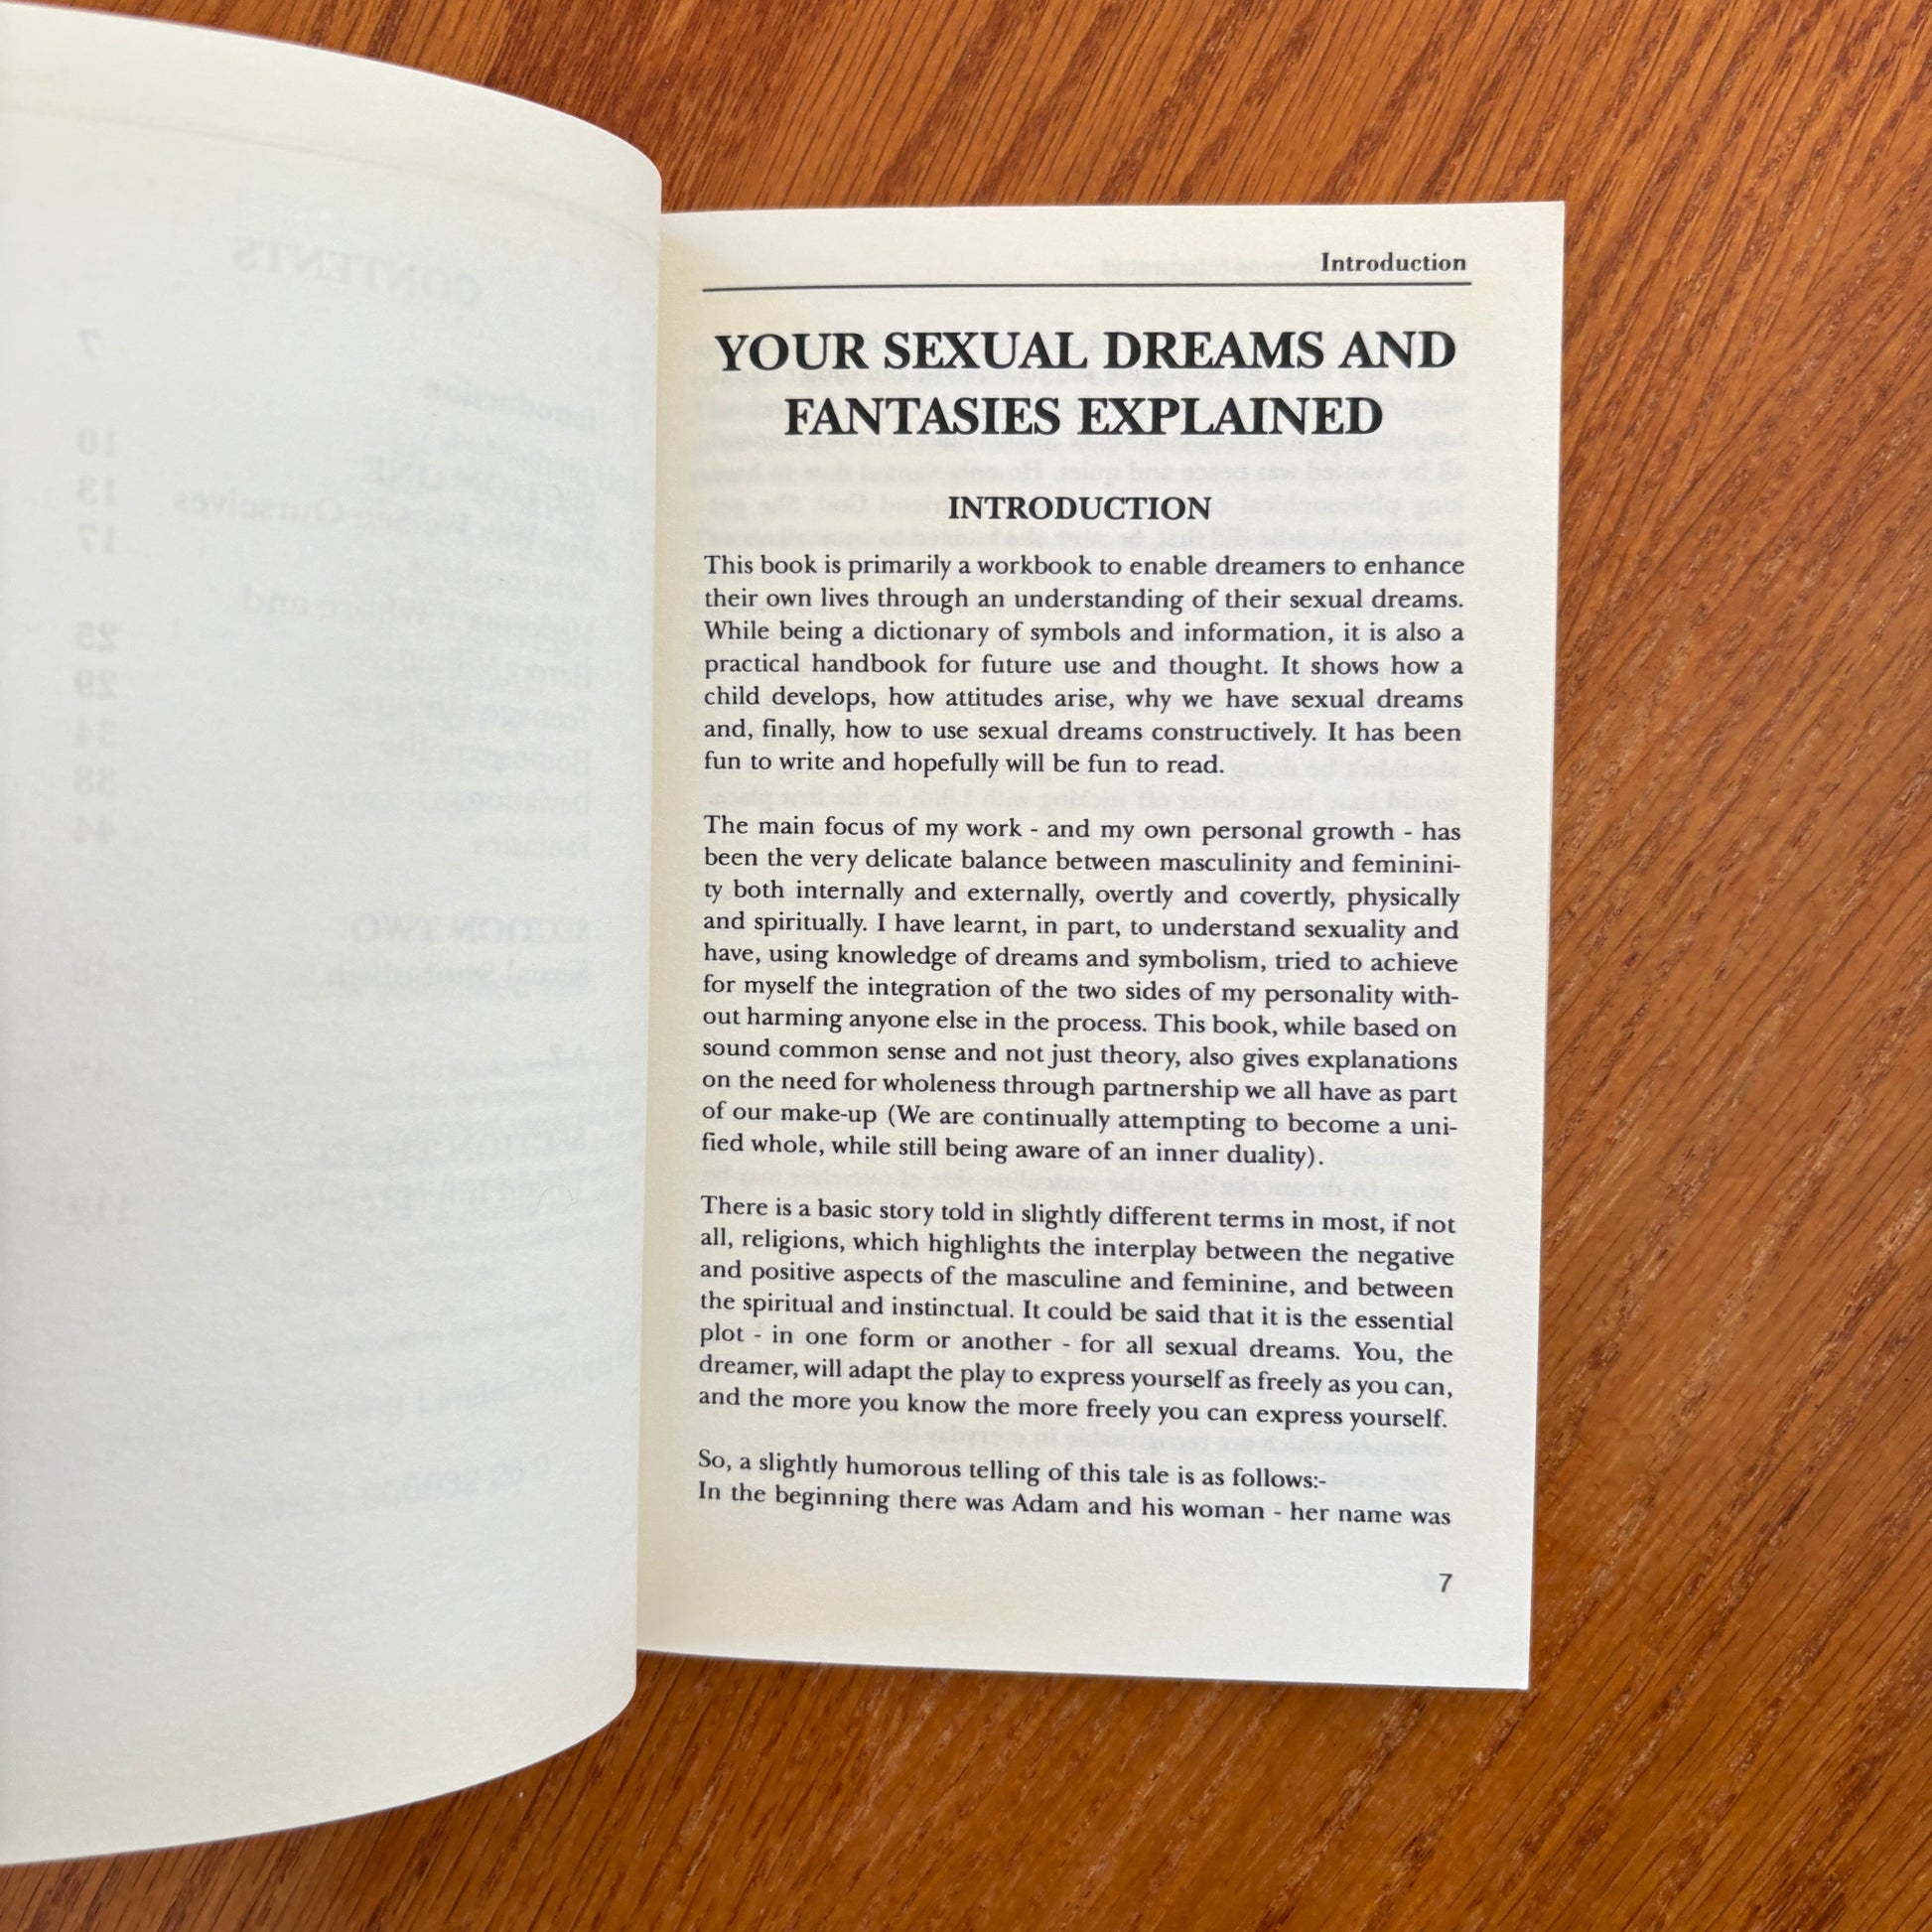 CONTENTS
7
Introduction
10
SECTION ONE
13
17
25
29
34
38
44
SECTION TWO
Introduction
YOUR SEXUAL DREAMS AND
FANTASIES EXPLAINED
INTRODUCTION
This book is primarily a workbook to enable dreamers to enhance
their own lives through an understanding of their sexual dreams.
While being a dictionary of symbols and information, it is also a
practical handbook for future use and thought. It shows how a
child develops, how attitudes arise, why we have sexual dreams
and, finally, how to use sexual dreams constructively. It has been
fun to write and hopefully will be fun to read.
The main focus of my work - and my own personal growth - has
been the very delicate balance between masculinity and feminini-
ty both internally and externally, overtly and covertly, physically
and spiritually. I have learnt, in part, to understand sexuality and
have, using knowledge of dreams and symbolism, tried to achieve
for myself the integration of the two sides of my personality with-
out harming anyone else in the process. This book, while based on
sound common sense and not just theory, also gives explanations
on the need for wholeness through partnership we all have as part
of our make-up (We are continually attempting to become a uni-
fied whole, while still being aware of an inner duality).
There is a basic story told in slightly different terms in most, if not
all, religions, which highlights the interplay between the negative
and positive aspects of the masculine and feminine, and between
the spiritual and instinctual. It could be said that it is the essential
plot - in one form or another - for all sexual dreams. You, the
dreamer, will adapt the play to express yourself as freely as you can,
and the more you know the more freely you can express yourself.
So, a slightly humorous telling of this tale is as follows:-
In the beginning there was Adam and his woman - her name was
7